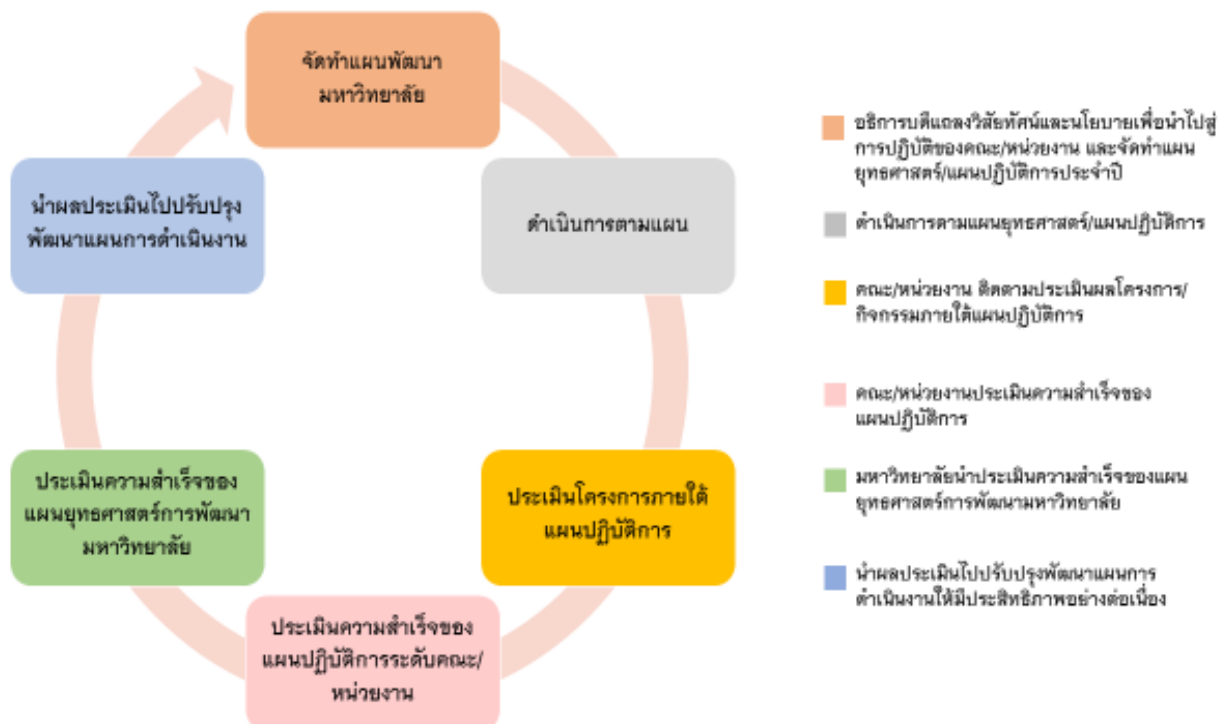 จัดทำแผนพัฒนา
มหาวิทยาลัย
ดำเนินการตามแผน
ประเมินโครงการภายใต้
แผนปฏิบัติการ
ประเมินความสำเร็จของ
แผนปฏิบัติการระดับคณะ/
หน่วยงาน
ประเมินความสำเร็จของ
แผนยุทธศาสตร์การพัฒนา
มหาวิทยาลัย
นำผลประเมินไปปรับปรุง
พัฒนาแผนการดำเนินงาน
อธิการบดีแถลงวิสัยทัศน์และนโยบายเพื่อนำไปสู่
การปฏิบัติของคณะ/หน่วยงาน และจัดทำแผน
ยุทธศาสตร์/แผนปฏิบัติการประจำปี
ดำเนินการตามแผนยุทธศาสตร์/แผนปฏิบัติการ
คณะ/หน่วยงาน ติดตามประเมินผลโครงการ/
กิจกรรมภายใต้แผนปฏิบัติการ
คณะ/หน่วยงานประเมินความสำเร็จของ
แผนปฏิบัติการ
มหาวิทยาลัยนำประเมินความสำเร็จของแผน
ยุทธศาสตร์การพัฒนามหาวิทยาลัย
นำผลประเมินไปปรับปรุงพัฒนาแผนการ
ดำเนินงานให้มีประสิทธิภาพอย่างต่อเนื่อง